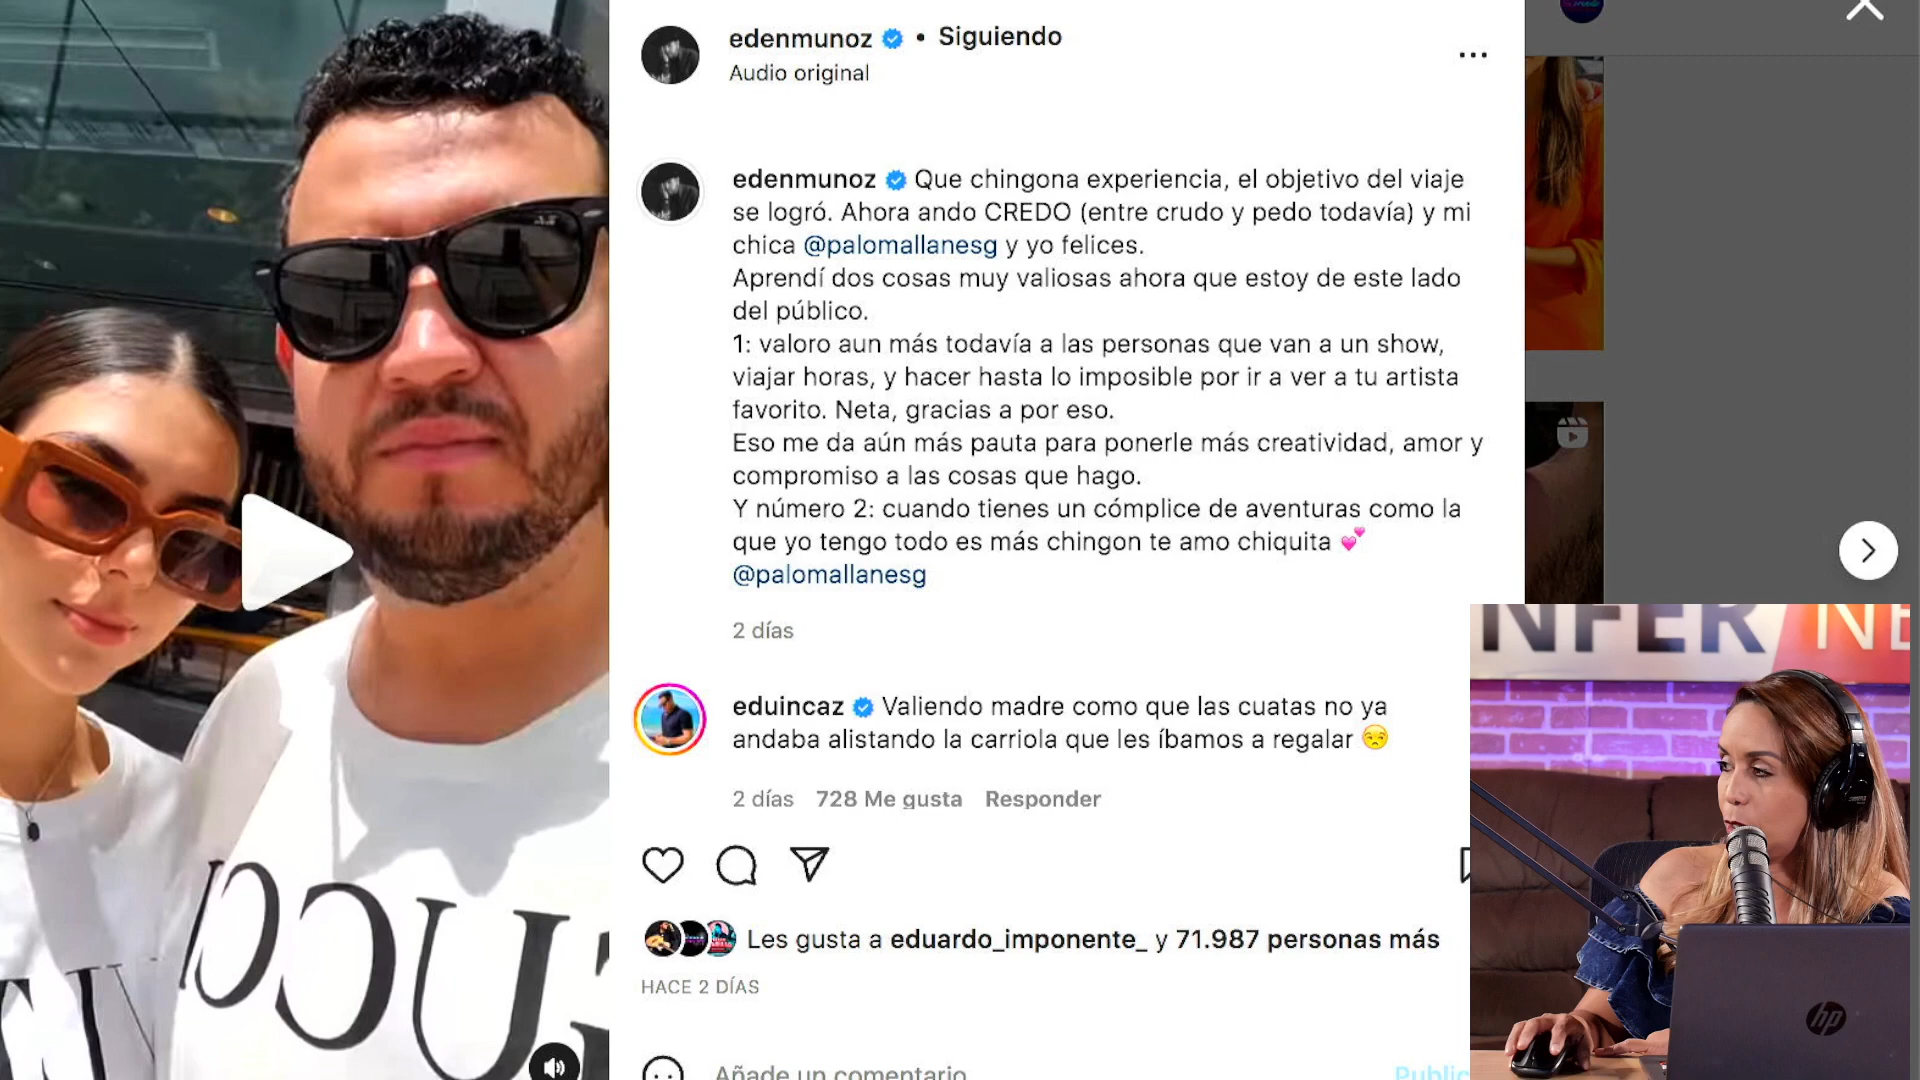 edenmunoz • Siguiendo
Audio original
edenmunoz Que chingona experiencia, el objetivo del viaje
se logró. Ahora ando CREDO (entre crudo y pedo todavía) y mi
chica @palomallanesg y yo felices.
Aprendí dos cosas muy valiosas ahora que estoy de este lado
del público.
1: valoro aun más todavía a las personas que van a un show,
viajar horas, y hacer hasta lo imposible por ir a ver a tu artista
favorito. Neta, gracias a por eso.
Eso me da aún más pauta para ponerle más creatividad, amor y
compromiso a las cosas que hago.
Y número 2: cuando tienes un cómplice de aventuras como la
que yo tengo todo es más chingon te amo chiquita 💕
@palomallanesg
2 días
eduincaz Valiendo madre como que las cuatas no ya
andaba alistando la carriola que les íbamos a regalar 😒
2 días 728 Me gusta Responder
Les gusta a eduardo_imponente_ y 71.987 personas más
HACE 2 DÍAS
Añade un comentario
Public
NFER NE
hp
GUCCI